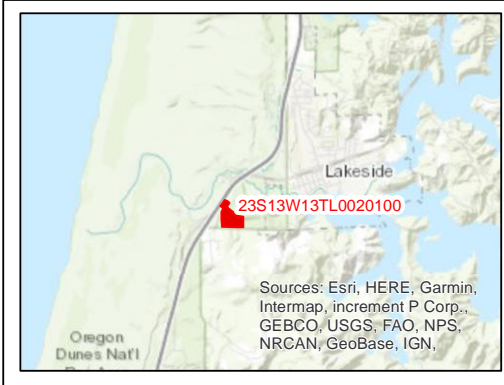 Lakeside
23S13W13TL0020100
Sources: Esri, HERE, Garmin,
Intermap, increment P Corp.,
GEBCO, USGS, FAO, NPS,
NRCAN, GeoBase, IGN,
Oregon
Dunes Nat'l